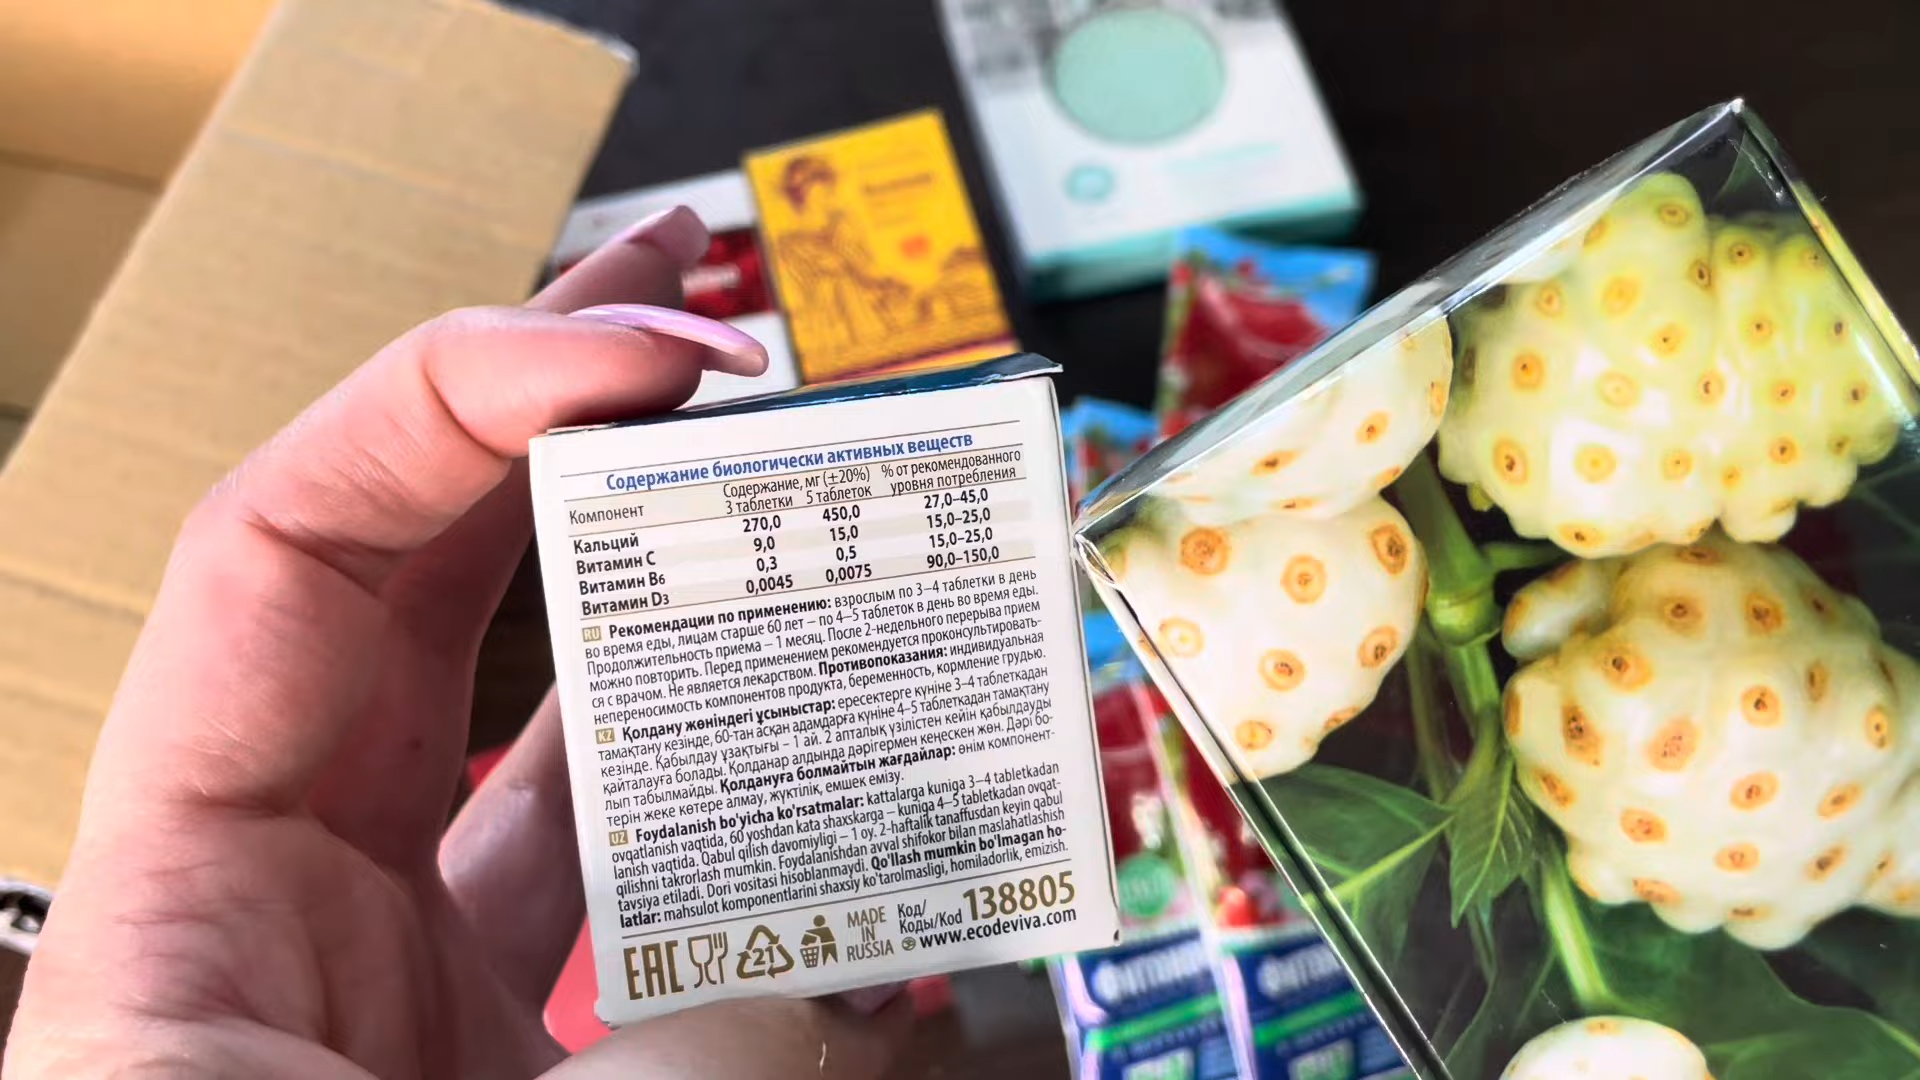 Содержание биологически активных веществ
Компонент Содержание, мг (±20%) % от рекомендованного
3 таблетки 5 таблеток уровня потребления
Кальций 270,0 450,0 27,0–45,0
Витамин C 9,0 15,0 15,0–25,0
Витамин B6 0,3 0,5 15,0–25,0
Витамин D3 0,0045 0,0075 90,0–150,0
RU Рекомендации по применению: взрослым по 3–4 таблетки в день
во время еды, лицам старше 60 лет – по 4–5 таблеток в день во время еды.
Продолжительность приема – 1 месяц. После 2-недельного перерыва прием
можно повторить. Перед применением рекомендуется проконсультировать-
ся с врачом. Не является лекарством. Противопоказания: индивидуальная
непереносимость компонентов продукта, беременность, кормление грудью.
KZ Қолдану жөніндегі ұсыныстар: ересектерге күніне 3–4 таблеткадан
тамақтану кезінде, 60-тан асқан адамдарға күніне 4–5 таблеткадан тамақтану
кезінде. Қабылдау ұзақтығы – 1 ай. 2 апталық үзілістен кейін қабылдауды
қайталауға болады. Қолданар алдында дәрігермен кеңескен жөн. Дәрі бо-
лып табылмайды. Қолдануға болмайтын жағдайлар: өнім компонент-
терін жеке көтере алмау, жүктілік, емшек емізу.
UZ Foydalanish bo'yicha ko'rsatmalar: kattalarga kuniga 3–4 tabletkadan
ovqatlanish vaqtida, 60 yoshdan kata shaxskarga – kuniga 4–5 tabletkadan ovqat-
lanish vaqtida. Qabul qilish davomiyligi – 1 oy. 2-haftalik tanaffusdan keyin qabul
qilishni takrorlash mumkin. Foydalanishdan avval shifokor bilan maslahatlashish
tavsiya etiladi. Dori vositasi hisoblanmaydi. Qo'llash mumkin bo'lmagan ho-
latlar: mahsulot komponentlarini shaxsiy ko'tarolmasligi, homiladorlik, emizish.
EAC 21 MADE
IN
RUSSIA
Код/
Коды/Kod 138805
www.ecodeviva.com